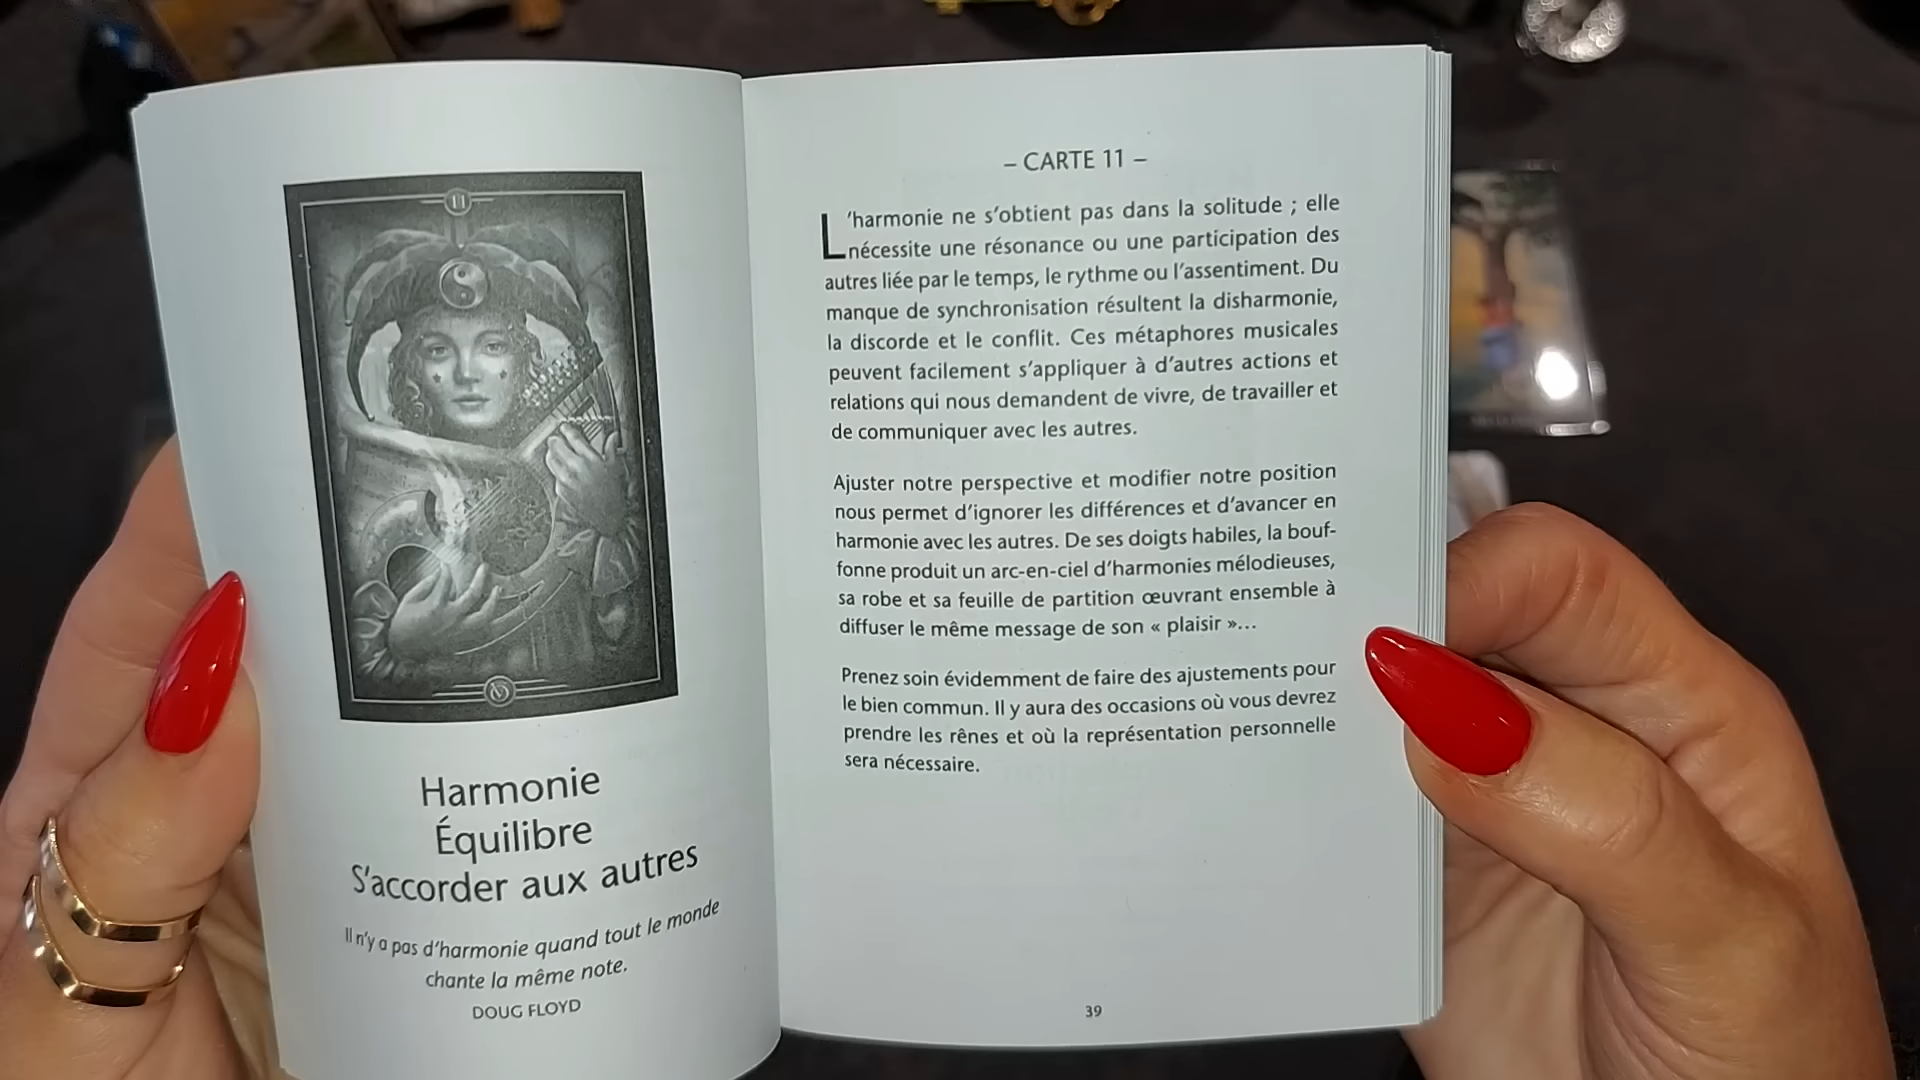 11
Harmonie
Équilibre
S'accorder aux autres
Il n'y a pas d'harmonie quand tout le monde
chante la même note.
DOUG FLOYD
– CARTE 11 –
L'harmonie ne s'obtient pas dans la solitude ; elle
nécessite une résonance ou une participation des
autres liée par le temps, le rythme ou l'assentiment. Du
manque de synchronisation résultent la disharmonie,
la discorde et le conflit. Ces métaphores musicales
peuvent facilement s'appliquer à d'autres actions et
relations qui nous demandent de vivre, de travailler et
de communiquer avec les autres.
Ajuster notre perspective et modifier notre position
nous permet d'ignorer les différences et d'avancer en
harmonie avec les autres. De ses doigts habiles, la bouf-
fonne produit un arc-en-ciel d'harmonies mélodieuses,
sa robe et sa feuille de partition œuvrant ensemble à
diffuser le même message de son « plaisir »...
Prenez soin évidemment de faire des ajustements pour
le bien commun. Il y aura des occasions où vous devrez
prendre les rênes et où la représentation personnelle
sera nécessaire.
39